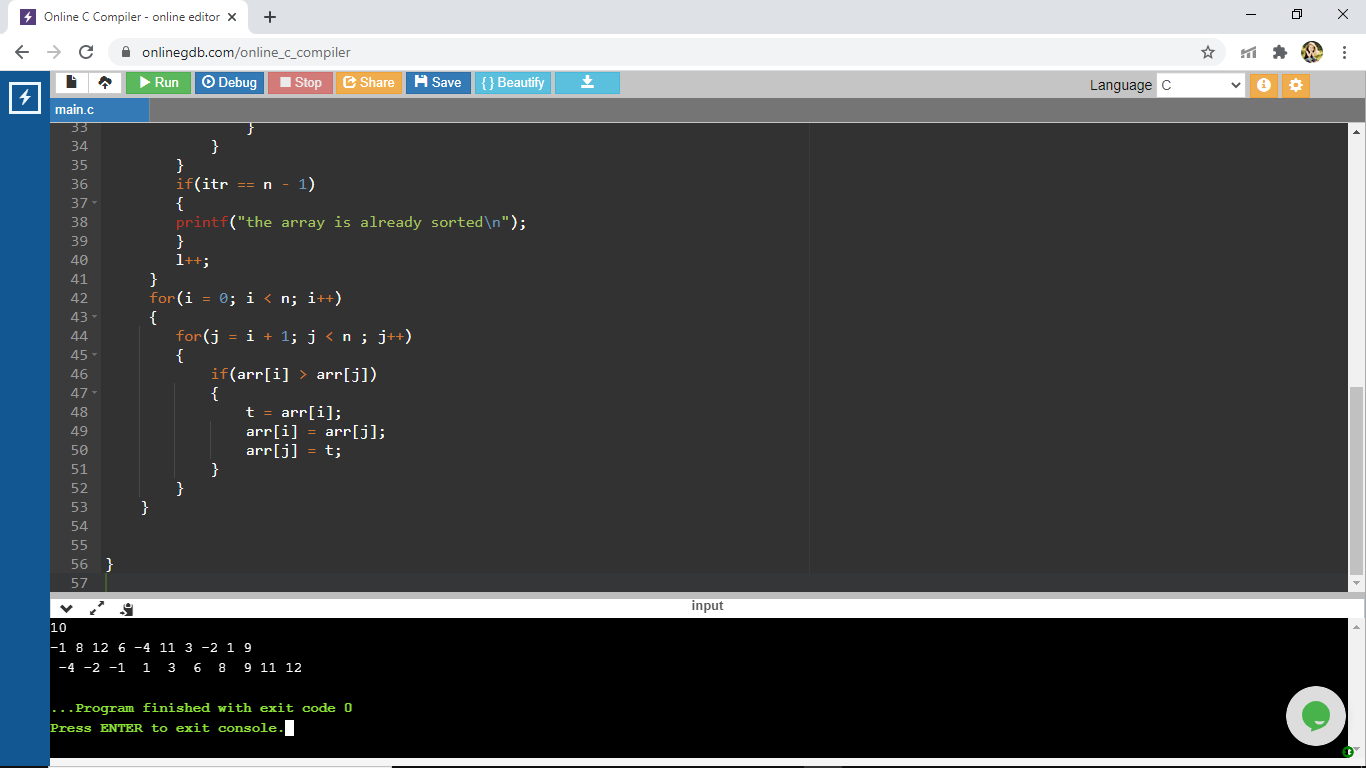 Online C Compiler - online editor
onlinegdb.com/online_c_compiler
Run Debug Stop Share Save { } Beautify Language C
main.c
33 }
34 }
35 }
36 if(itr == n - 1)
37 {
38 printf("the array is already sorted\n");
39 }
40 l++;
41 }
42 for(i = 0; i < n; i++)
43 {
44 for(j = i + 1; j < n ; j++)
45 {
46 if(arr[i] > arr[j])
47 {
48 t = arr[i];
49 arr[i] = arr[j];
50 arr[j] = t;
51 }
52 }
53 }
54
55
56 }
57
input
10
-1 8 12 6 -4 11 3 -2 1 9
-4 -2 -1 1 3 6 8 9 11 12
...Program finished with exit code 0
Press ENTER to exit console.